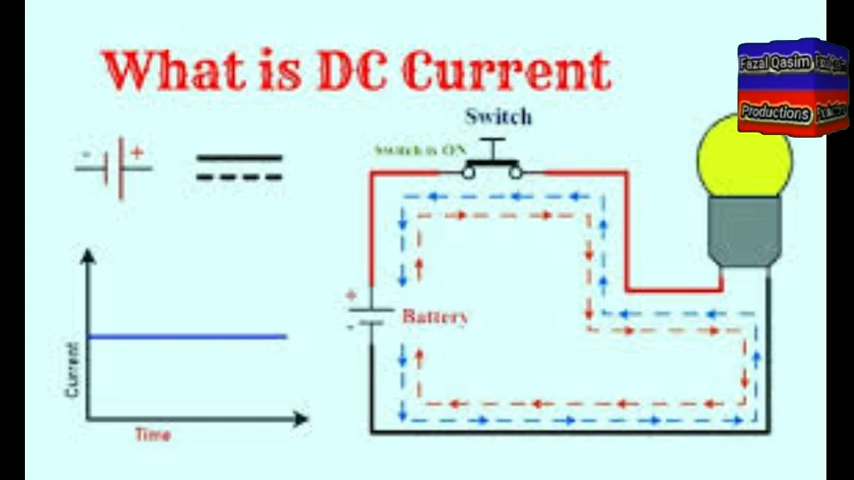 What is DC Current
Fazal Qasim
Productions
Switch
Switch is ON
- +
+
Battery
-
Current
Time